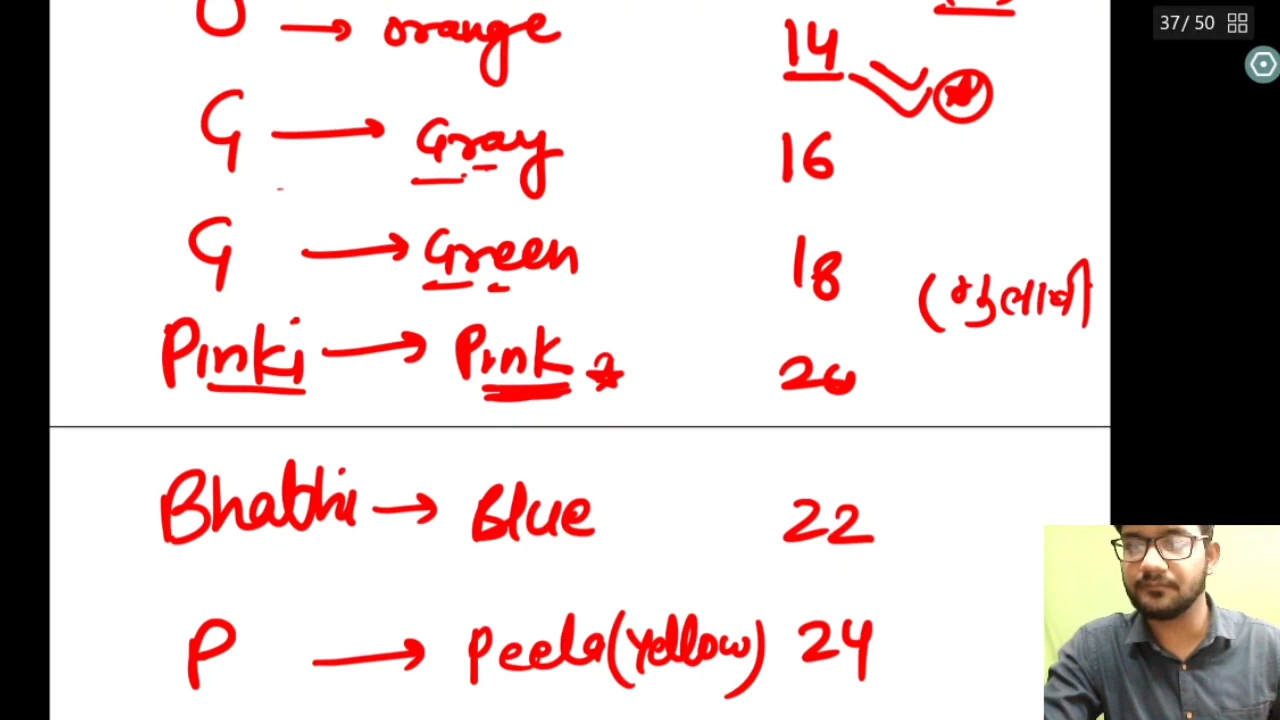 37/ 50
O → orange 14
G → Gray 16
G → Green 18
(गुलाबी
Pinki → Pink * 20
Bhabhi → Blue 22
P → Peela (Yellow) 24